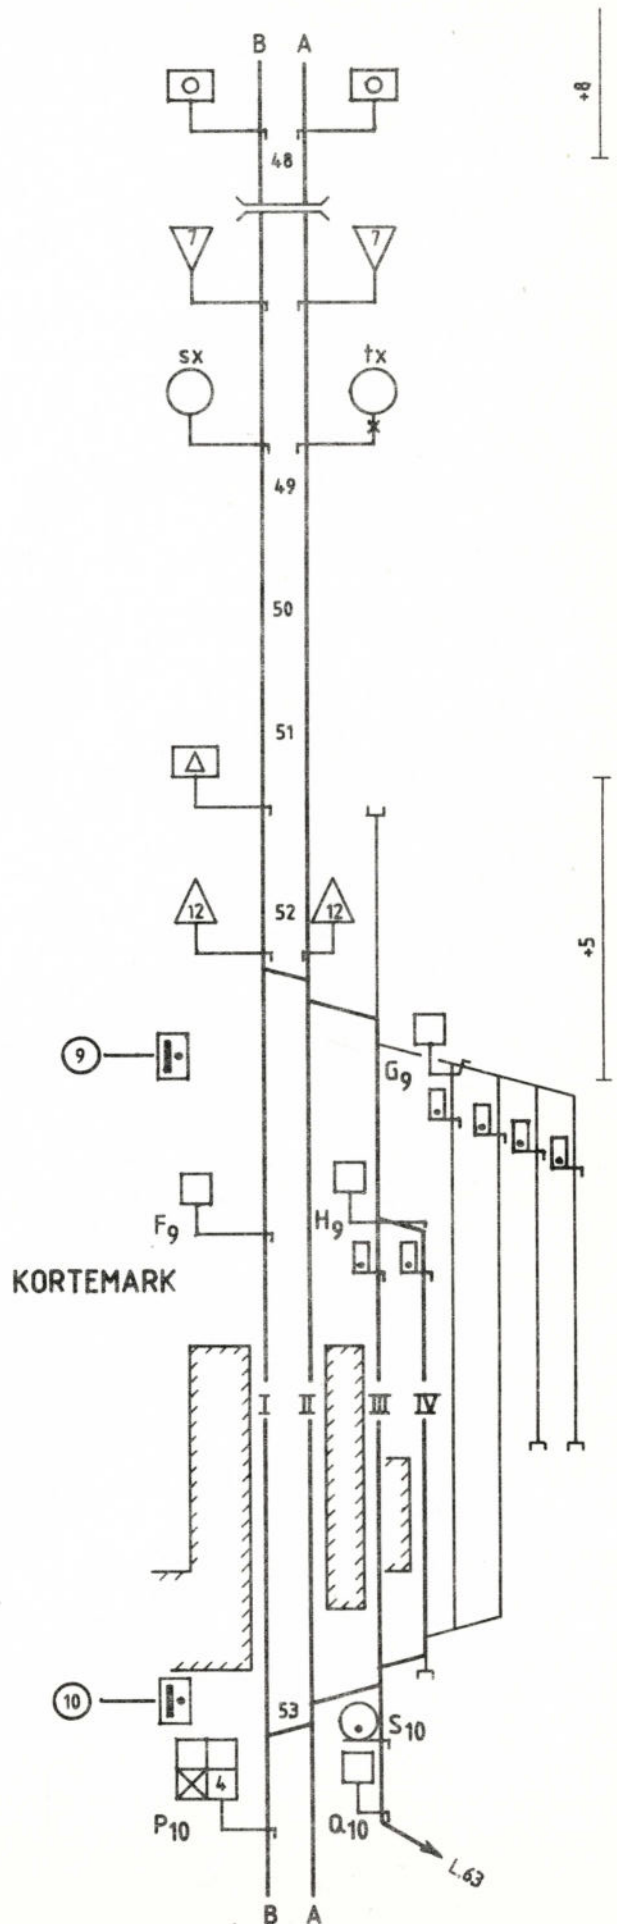 B A
+8
48
7 7
sx tx
49
50
51
12 52 12
+5
9
G9
F9 H9
KORTEMARK
I II III IV
10
53
S10
4
P10 Q10
L.63
B A